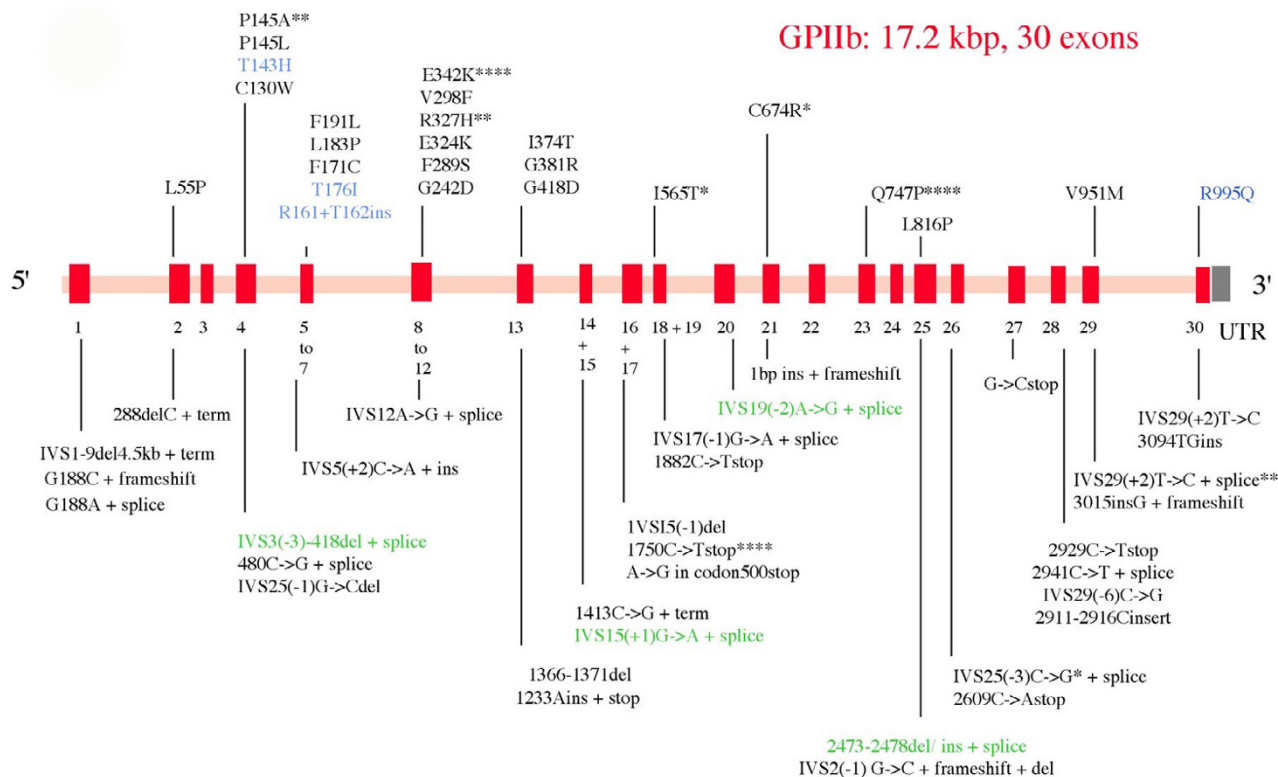 GPIIb: 17.2 kbp, 30 exons
P145A**
P145L
T143H
C130W
L55P
F191L
L183P
F171C
T176I
R161+T162ins
E342K****
V298F
R327H**
E324K
F289S
G242D
I374T
G381R
G418D
I565T*
C674R*
Q747P****
L816P
V951M
R995Q
5'
3'
1
2
3
4
5
to
7
8
to
12
13
14
+
15
16
+
17
18 + 19
20
21
22
23
24
25
26
27
28
29
30
UTR
IVS1-9del4.5kb + term
G188C + frameshift
G188A + splice
288delC + term
IVS3(-3)-418del + splice
480C->G + splice
IVS25(-1)G->Cdel
IVS5(+2)C->A + ins
IVS12A->G + splice
1366-1371del
1233Ains + stop
1413C->G + term
IVS15(+1)G->A + splice
1VSI5(-1)del
1750C->Tstop****
A->G in codon500stop
IVS17(-1)G->A + splice
1882C->Tstop
IVS19(-2)A->G + splice
1bp ins + frameshift
2473-2478del/ ins + splice
IVS2(-1) G->C + frameshift + del
IVS25(-3)C->G* + splice
2609C->Astop
G->Cstop
2929C->Tstop
2941C->T + splice
IVS29(-6)C->G
2911-2916Cinsert
IVS29(+2)T->C + splice**
3015insG + frameshift
IVS29(+2)T->C
3094TGins